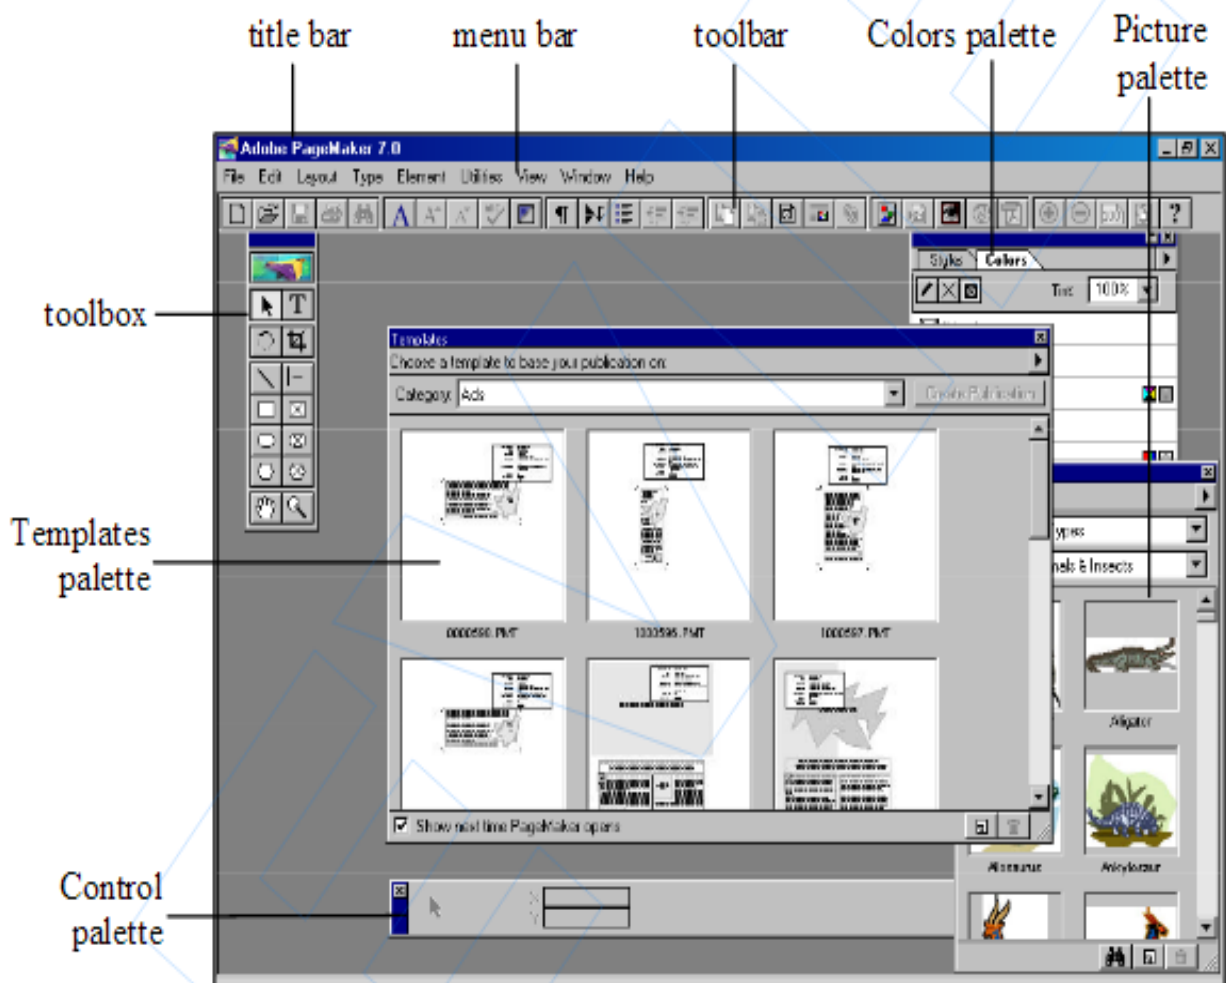 title bar
menu bar
toolbar
Colors palette
Picture
palette
Adobe PageMaker 7.0
File Edit Layout Type Element Utilities View Window Help
toolbox
Styles Colors
Tint: 100%
Templates
Choose a template to base your publication on:
Category: Ads
Create Publication
Templates
palette
ypes
nals & Insects
0000590.PMT
1000596.PMT
1000597.PMT
Alligator
Show next time PageMaker opens
Allosaurus
Ankylosaur
Control
palette
X
Y